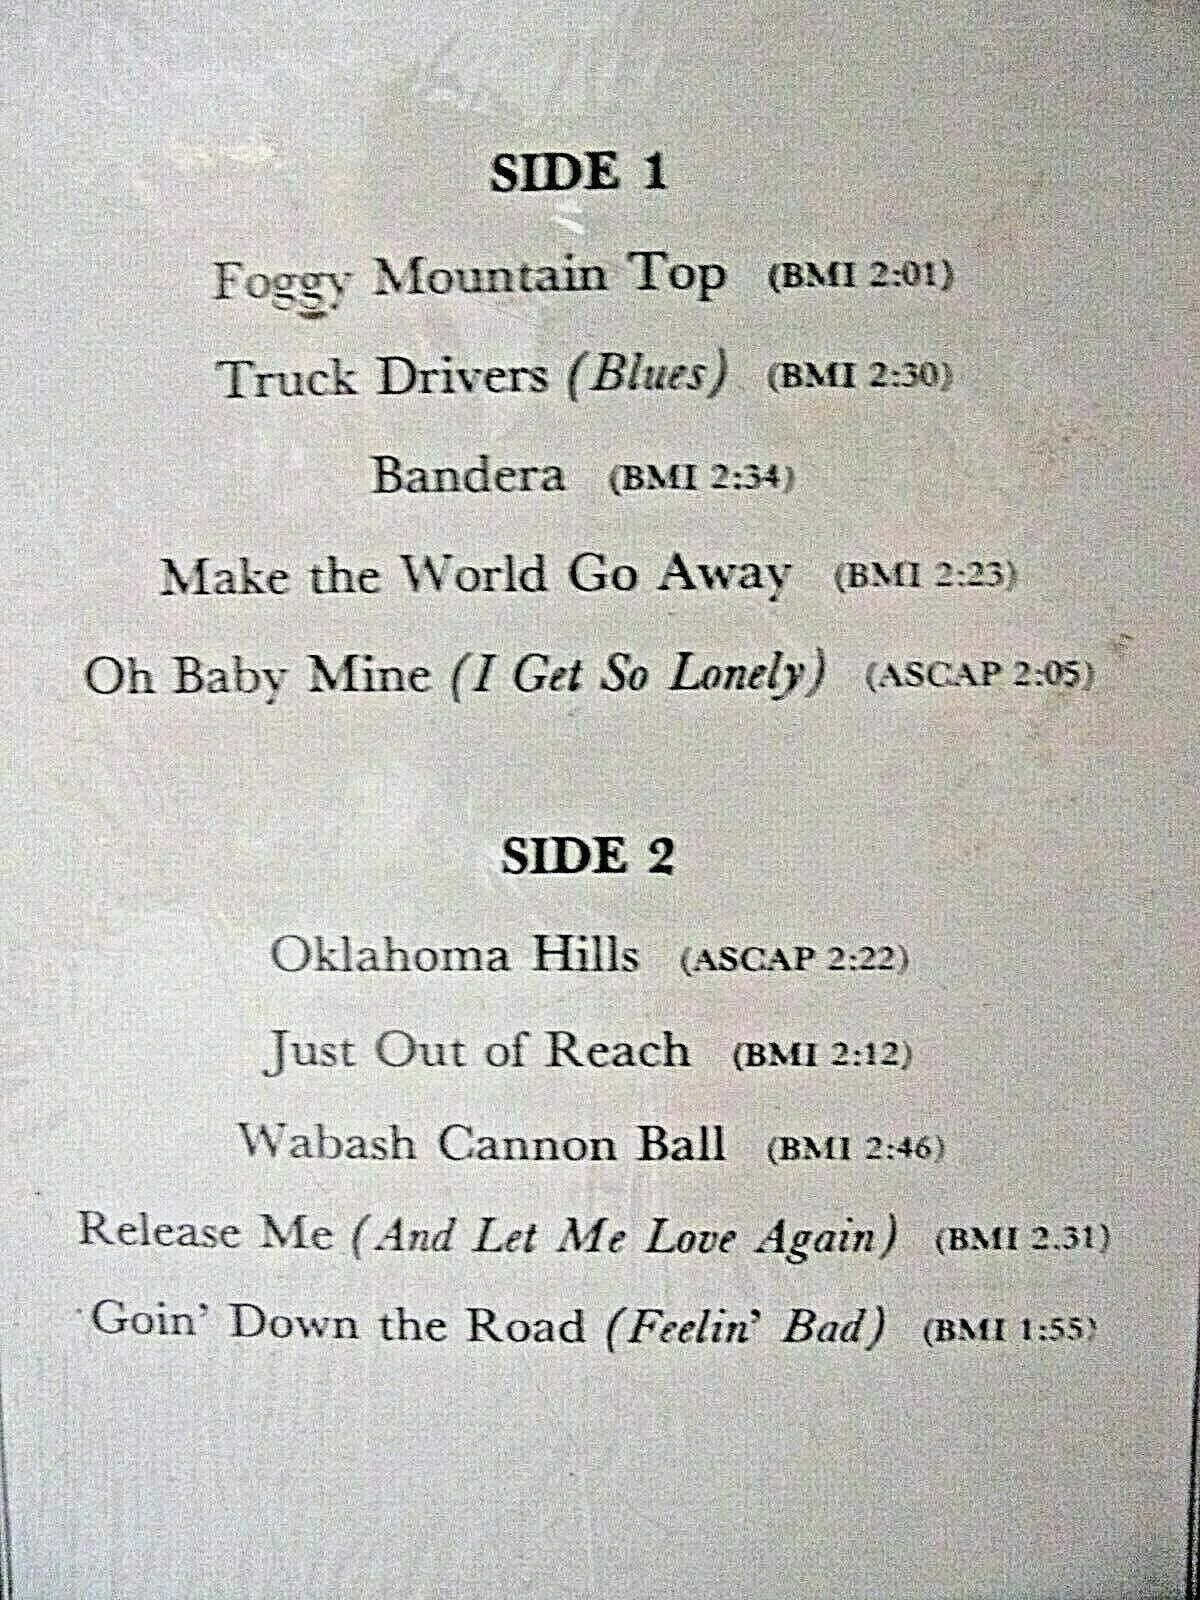 SIDE 1
Foggy Mountain Top (BMI 2:01)
Truck Drivers (Blues) (BMI 2:30)
Bandera (BMI 2:34)
Make the World Go Away (BMI 2:23)
Oh Baby Mine (I Get So Lonely) (ASCAP 2:05)
SIDE 2
Oklahoma Hills (ASCAP 2:22)
Just Out of Reach (BMI 2:12)
Wabash Cannon Ball (BMI 2:46)
Release Me (And Let Me Love Again) (BMI 2.31)
Goin' Down the Road (Feelin' Bad) (BMI 1:55)